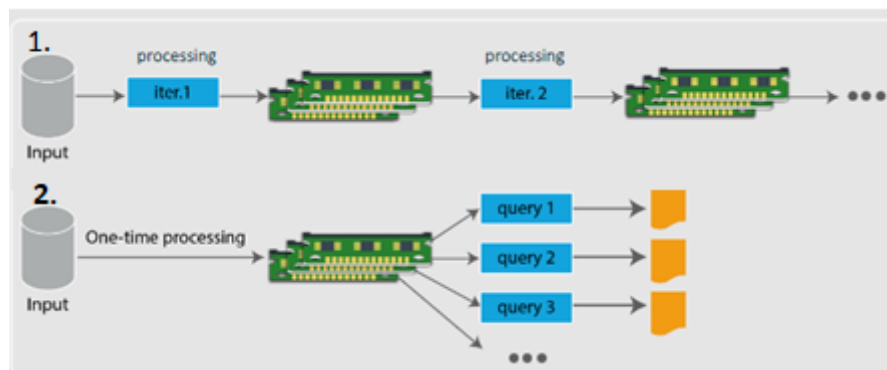 1.
processing
processing
iter.1
iter. 2
Input
2.
One-time processing
query 1
query 2
query 3
Input